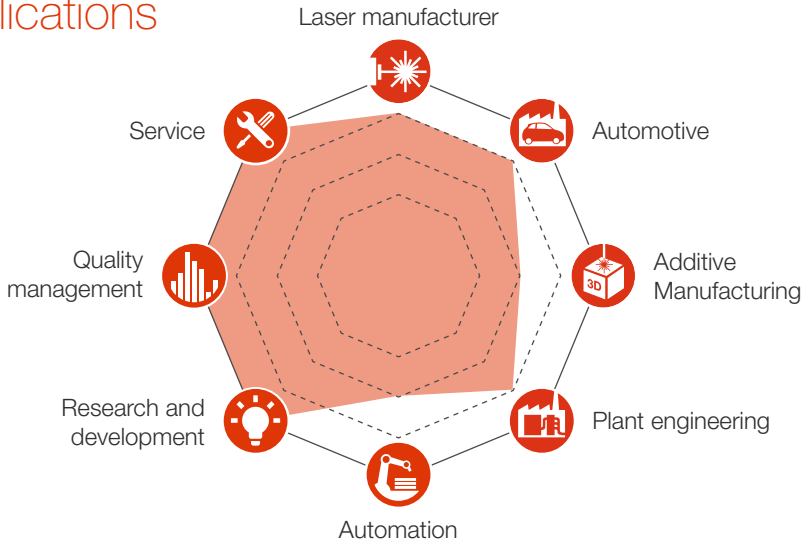 lications
Laser manufacturer
Service
Automotive
Quality
management
Additive
Manufacturing
3D
Research and
development
Plant engineering
Automation